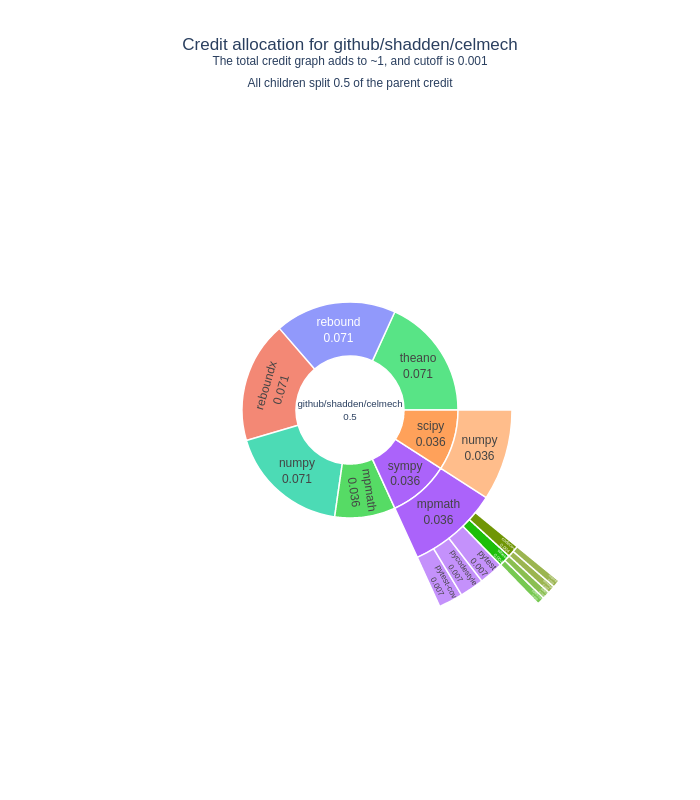 Credit allocation for github/shadden/celmech
The total credit graph adds to ~1, and cutoff is 0.001
All children split 0.5 of the parent credit
rebound
0.071
theano
0.071
reboundx
0.071
github/shadden/celmech
0.5
scipy
0.036
numpy
0.036
numpy
0.071
mpmath
0.036
sympy
0.036
mpmath
0.036
pytest
0.007
pycodestyle
0.007
pytest-cov
0.007